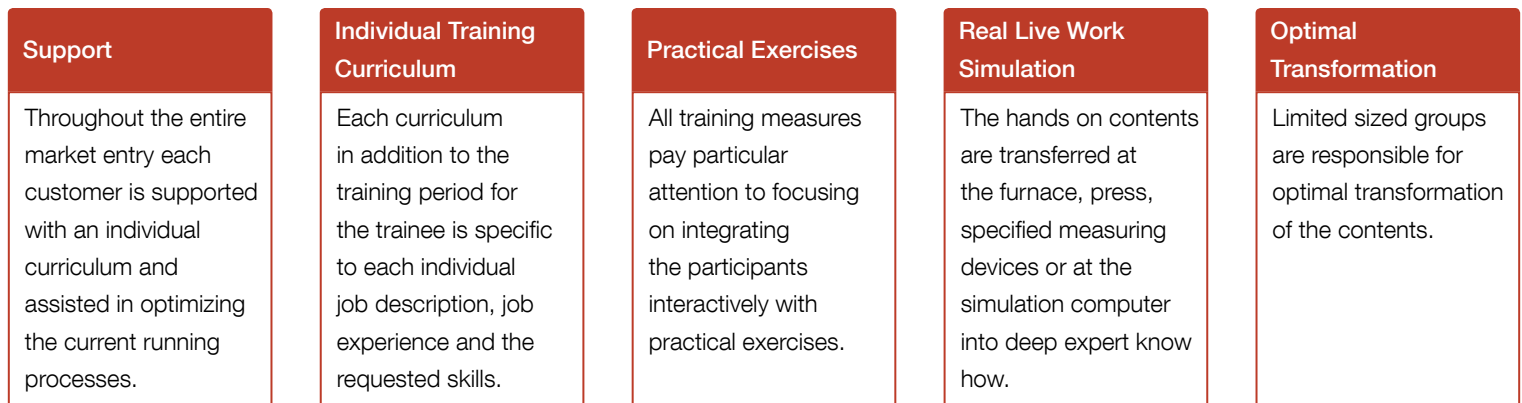 Support
Throughout the entire
market entry each
customer is supported
with an individual
curriculum and
assisted in optimizing
the current running
processes.
Individual Training
Curriculum
Each curriculum
in addition to the
training period for
the trainee is specific
to each individual
job description, job
experience and the
requested skills.
Practical Exercises
All training measures
pay particular
attention to focusing
on integrating
the participants
interactively with
practical exercises.
Real Live Work
Simulation
The hands on contents
are transferred at
the furnace, press,
specified measuring
devices or at the
simulation computer
into deep expert know
how.
Optimal
Transformation
Limited sized groups
are responsible for
optimal transformation
of the contents.